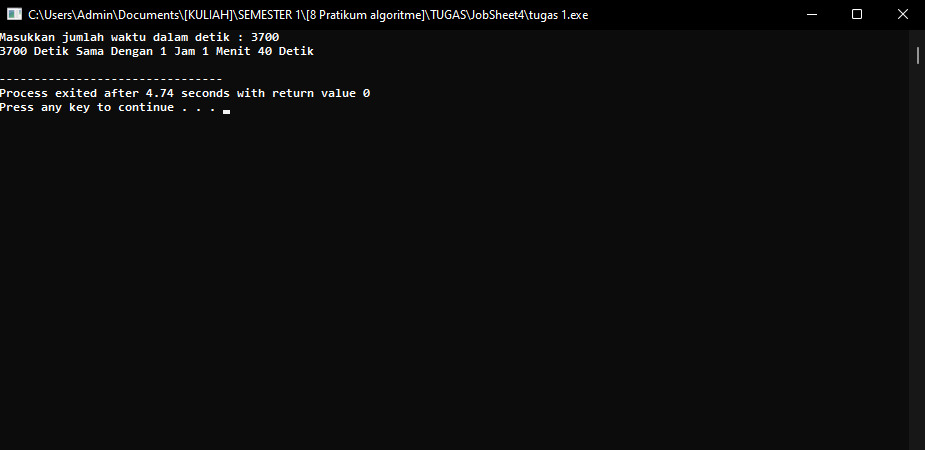 C:\Users\Admin\Documents\[KULIAH]\SEMESTER 1\[8 Pratikum algoritme]\TUGAS\JobSheet4\tugas 1.exe
Masukkan jumlah waktu dalam detik : 3700
3700 Detik Sama Dengan 1 Jam 1 Menit 40 Detik
--------------------------------
Process exited after 4.74 seconds with return value 0
Press any key to continue . . .